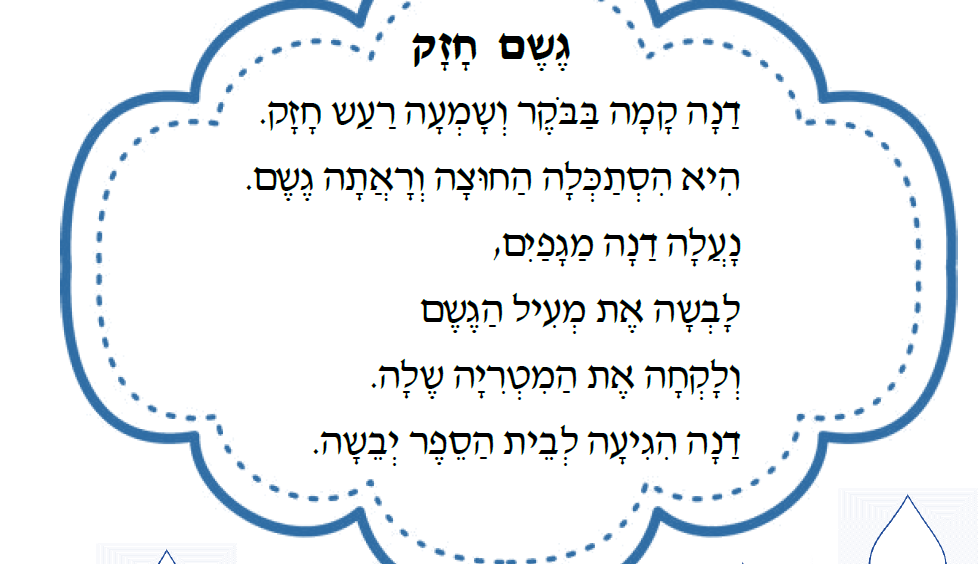 גֶּשֶׁם חָזָק
דַּנָה קָמָה בַּבֹּקֶר וְשָׁמְעָה רַעַשׁ חָזָק.
הִיא הִסְתַכְּלָה הַחוּצָה וְרָאֲתָה גֶּשֶׁם.
נָעֲלָה דַנָה מַגָפַיִם,
לָבְשָׁה אֶת מְעִיל הַגֶשֶׁם
וְלָקְחָה אֶת הַמִטְרִיָה שֶׁלָה.
דַּנָה הִגִיעָה לְבֵית הַסֵפֶר יְבֵשָׁה.